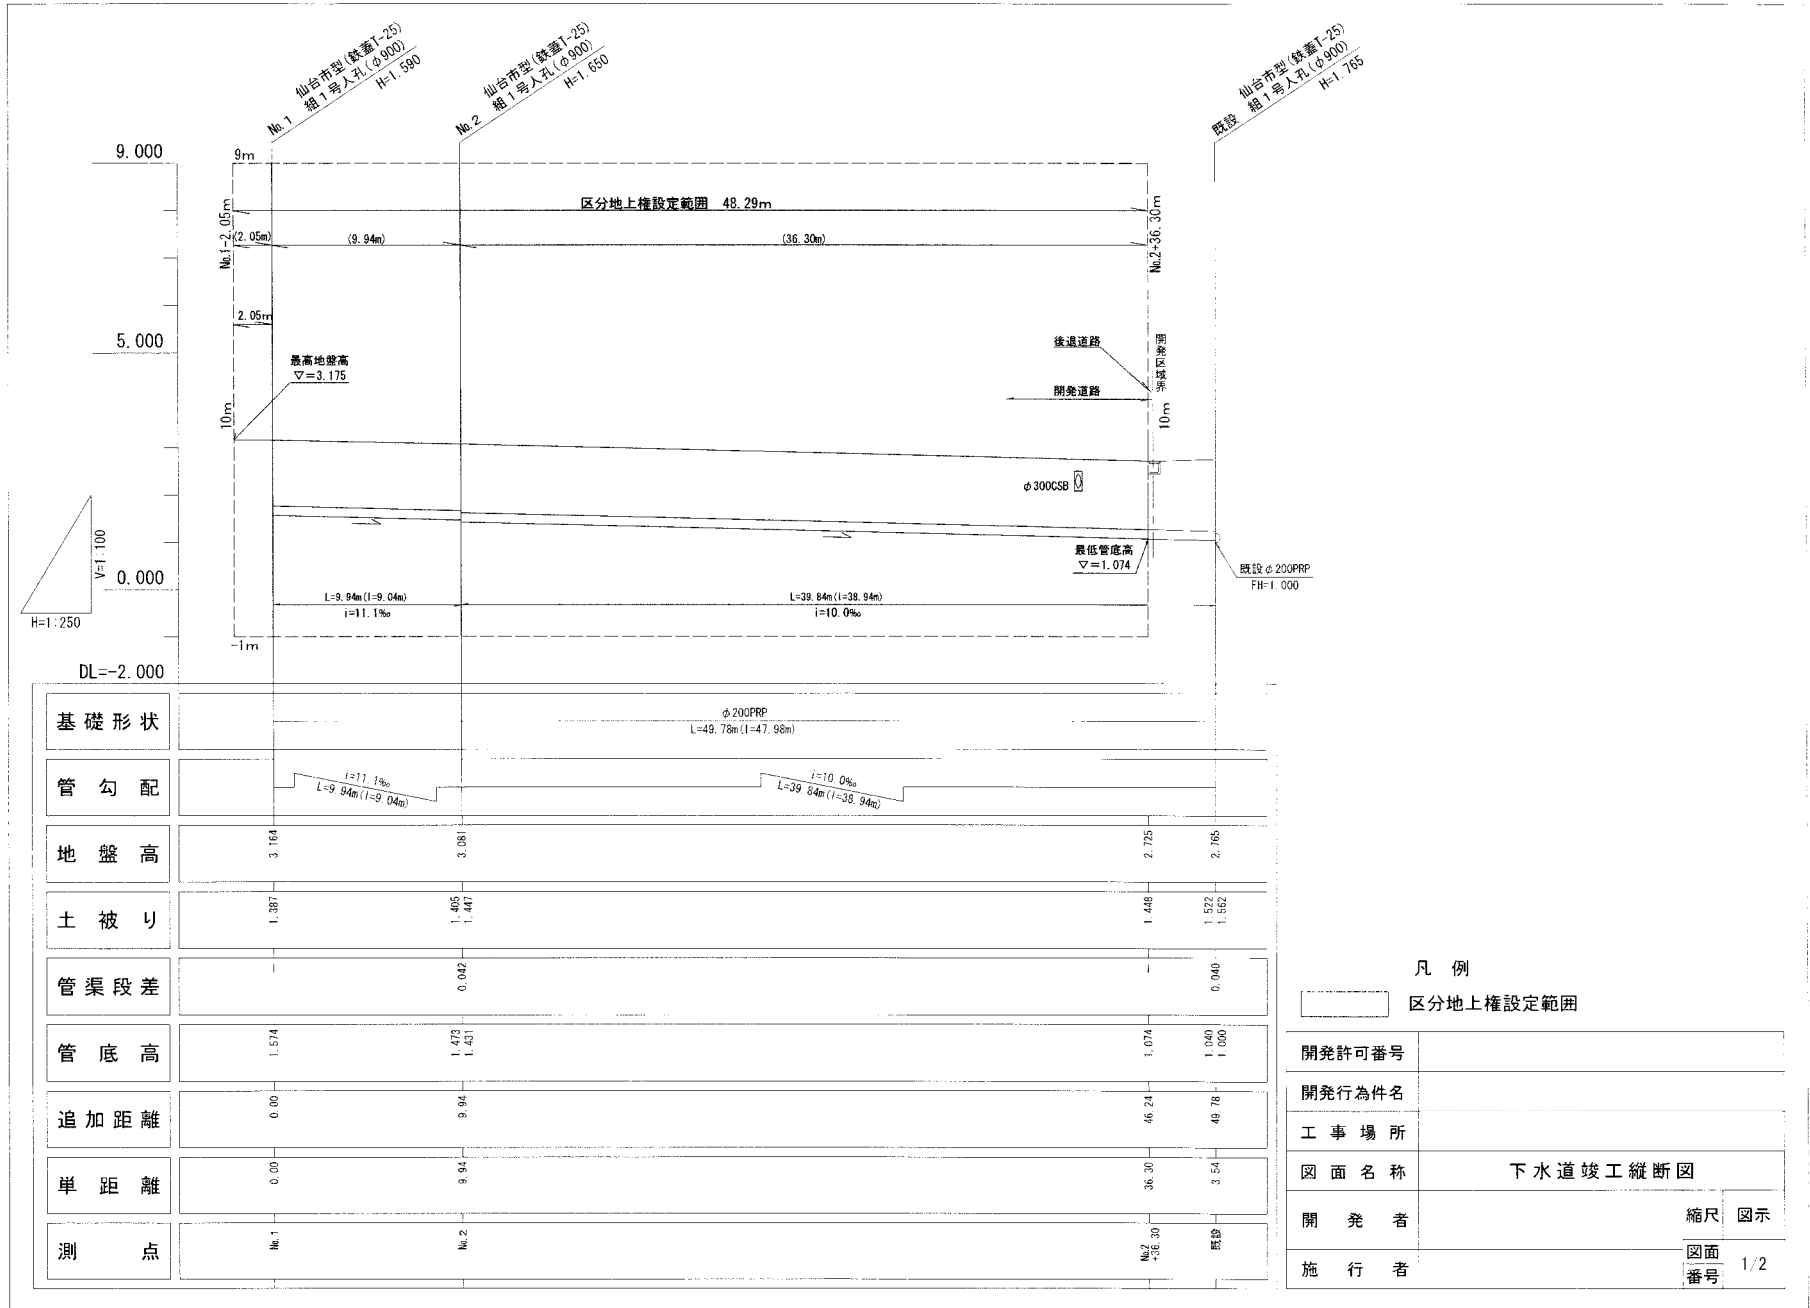 仙台市型(鉄蓋T-25)
組1号人孔(φ900)
H=1.590
No.1
仙台市型(鉄蓋T-25)
組1号人孔(φ900)
H=1.650
No.2
仙台市型(鉄蓋T-25)
組1号人孔(φ900)
H=1.765
既設
9.000
9m
区分地上権設定範囲 48.29m
No.1-2.05m
(2.05m)
(9.94m)
(36.30m)
No.2+36.30m
2.05m
5.000
最高地盤高
▽=3.175
後退道路
開発区域界
開発道路
10m
10m
φ300CSB
V=1:100
H=1:250
0.000
最低管底高
▽=1.074
既設φ200PRP
FH=1.000
L=9.94m(l=9.04m)
i=11.1‰
L=39.84m(l=38.94m)
i=10.0‰
-1m
DL=-2.000
基礎形状
φ200PRP
L=49.78m(l=47.98m)
管勾配
i=11.1‰
L=9.94m(l=9.04m)
i=10.0‰
L=39.84m(l=38.94m)
地盤高
3.164
3.081
2.725
2.765
土被り
1.387
1.405
1.447
1.448
1.522
1.562
管渠段差
0.042
0.040
管底高
1.574
1.473
1.431
1.074
1.040
1.000
追加距離
0.00
9.94
46.24
49.78
単距離
0.00
9.94
36.30
3.54
測点
No.1
No.2
No.2
+36.30
既設
凡例
区分地上権設定範囲
開発許可番号
開発行為件名
工事場所
図面名称 下水道竣工縦断図
開発者
縮尺 図示
施行者
図面
番号
1/2